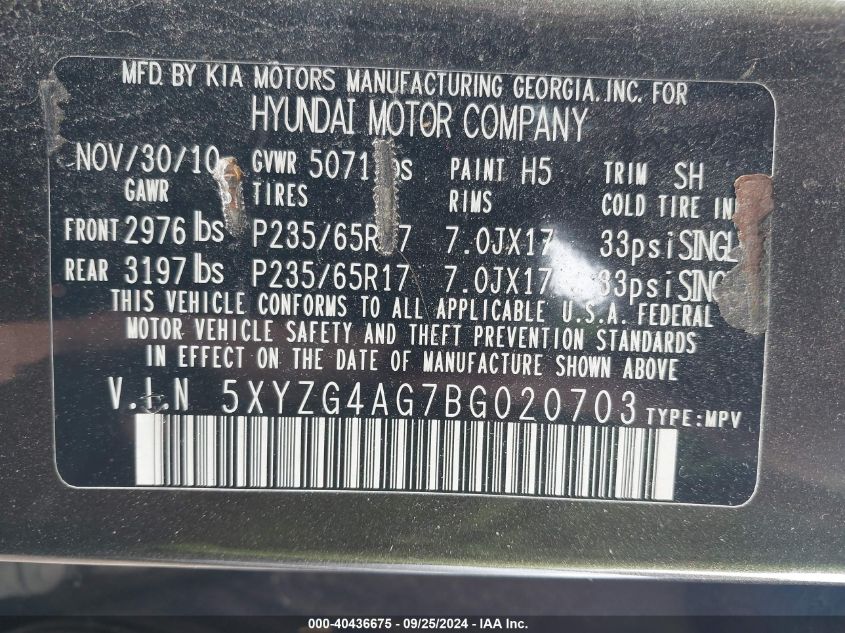 MFD. BY KIA MOTORS MANUFACTURING GEORGIA, INC. FOR
HYUNDAI MOTOR COMPANY
NOV/30/10 GVWR PAINT H5 TRIM SH
GAWR TIRES RIMS COLD TIRE
FRONT 2976 lbs 7.0JX17 33psi
REAR 3197 lbs P235/65R17 7.0JX17 33psi
THIS VEHICLE CONFORMS TO ALL APPLICABLE U.S.A. FEDERAL
MOTOR VEHICLE SAFETY AND THEFT PREVENTION STANDARDS
IN EFFECT ON THE DATE OF MANUFACTURE SHOWN ABOVE
V.I.N 5XYZG4AG7BG020703 TYPE:MPV
000-40436675 - 09/25/2024 - IAA Inc.